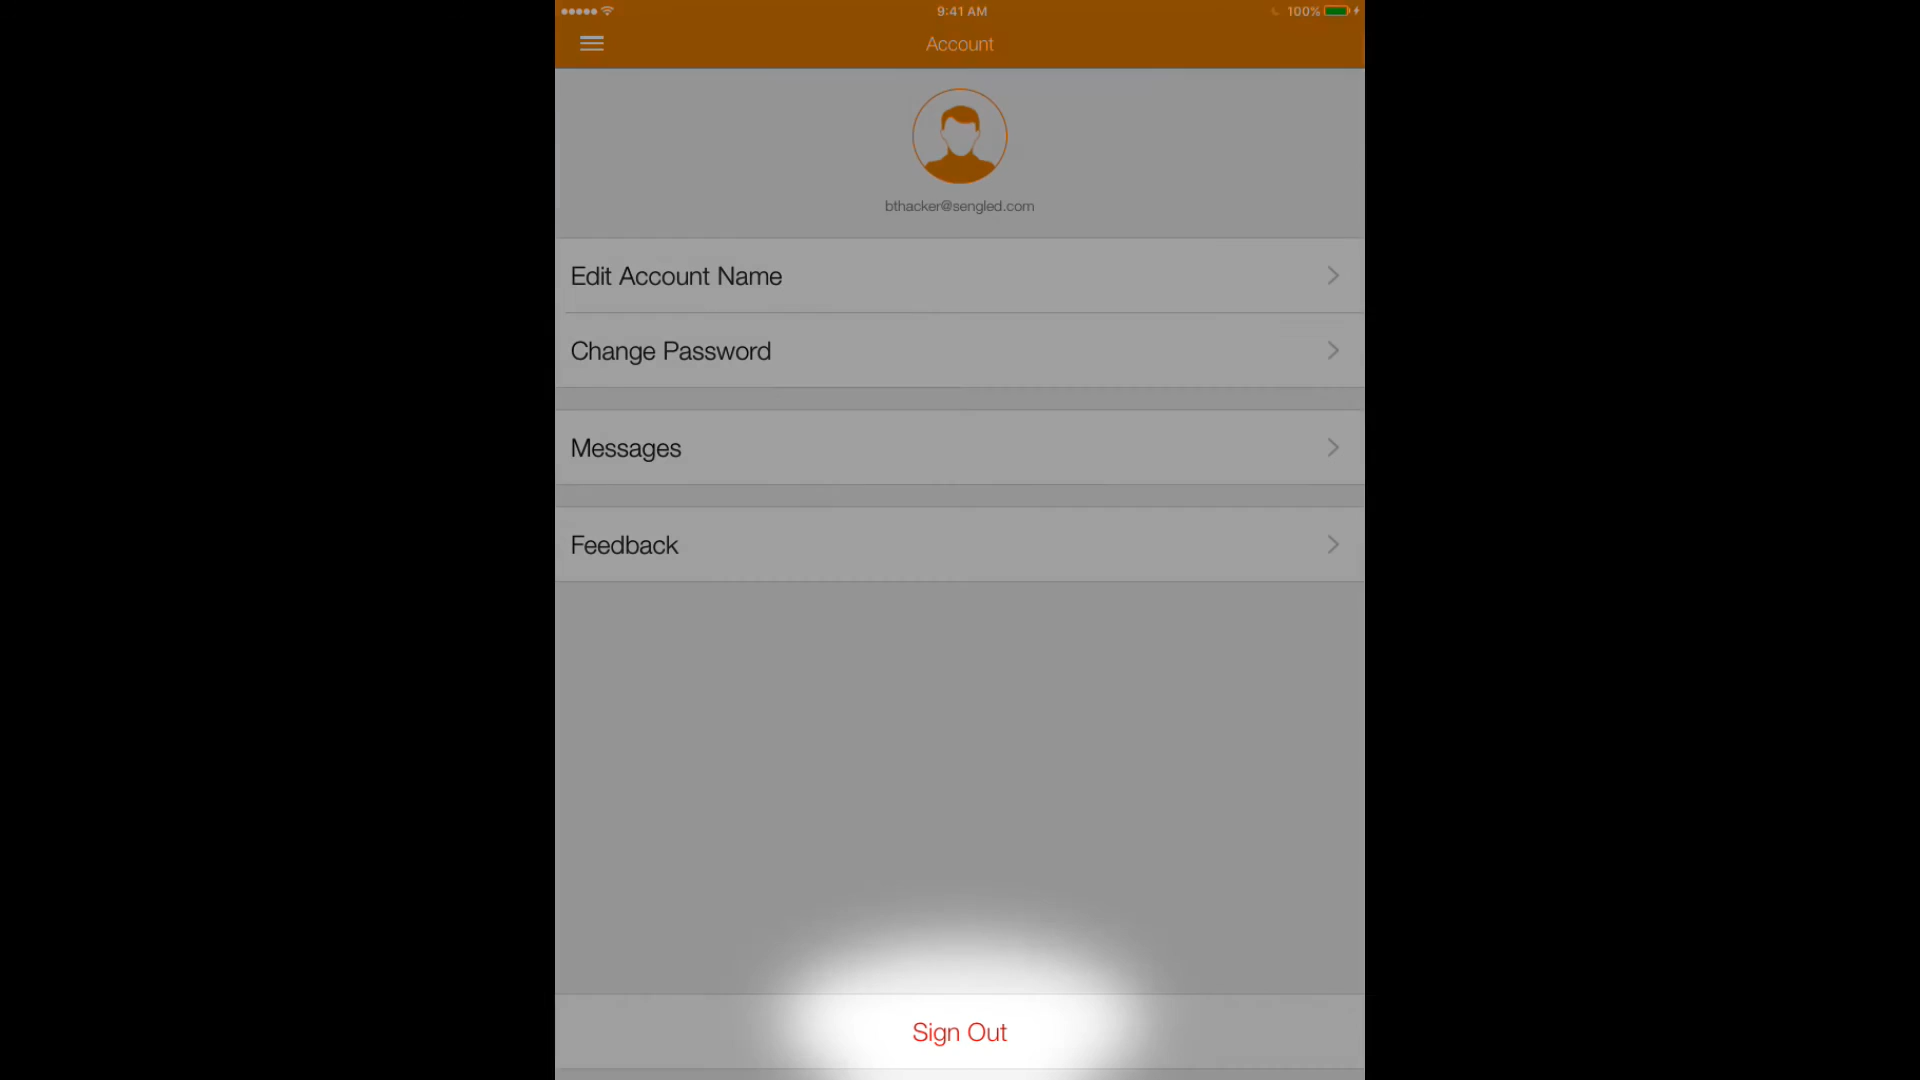 9:41 AM
100%
Account
bthacker@sengled.com
Edit Account Name
Change Password
Messages
Feedback
Sign Out